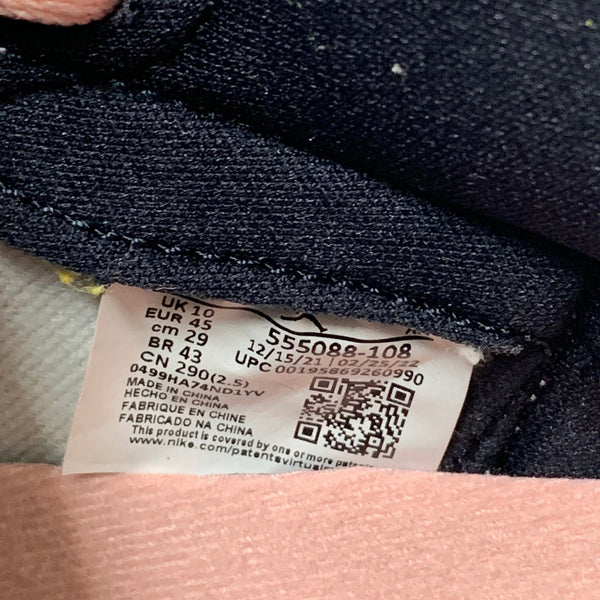 UK 10
EUR 45
cm 29
BR 43
CN 290(2.5)
0499HA74ND1YV
MADE IN CHINA
HECHO EN CHINA
FABRIQUE EN CHINE
FABRICADO NA CHINA
This product is covered by one or more
www.nike.com/patents
555088-108
12/15/21 | 02/25/22
UPC 00195869260990